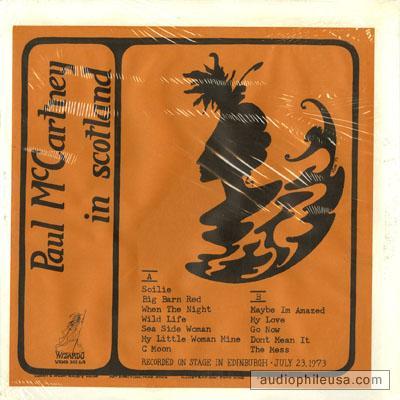 Paul McCartney
in scotland
A
Soilie
Big Barn Red
When The Night
Wild Life
Sea Side Woman
My Little Woman Mine
C Moon
B
Maybe Im Amazed
My Love
Go Now
Dont Mean It
The Mess
RECORDED ON STAGE IN EDINBURGH · JULY 23, 1973
WIZARDO
audiophileusa.com